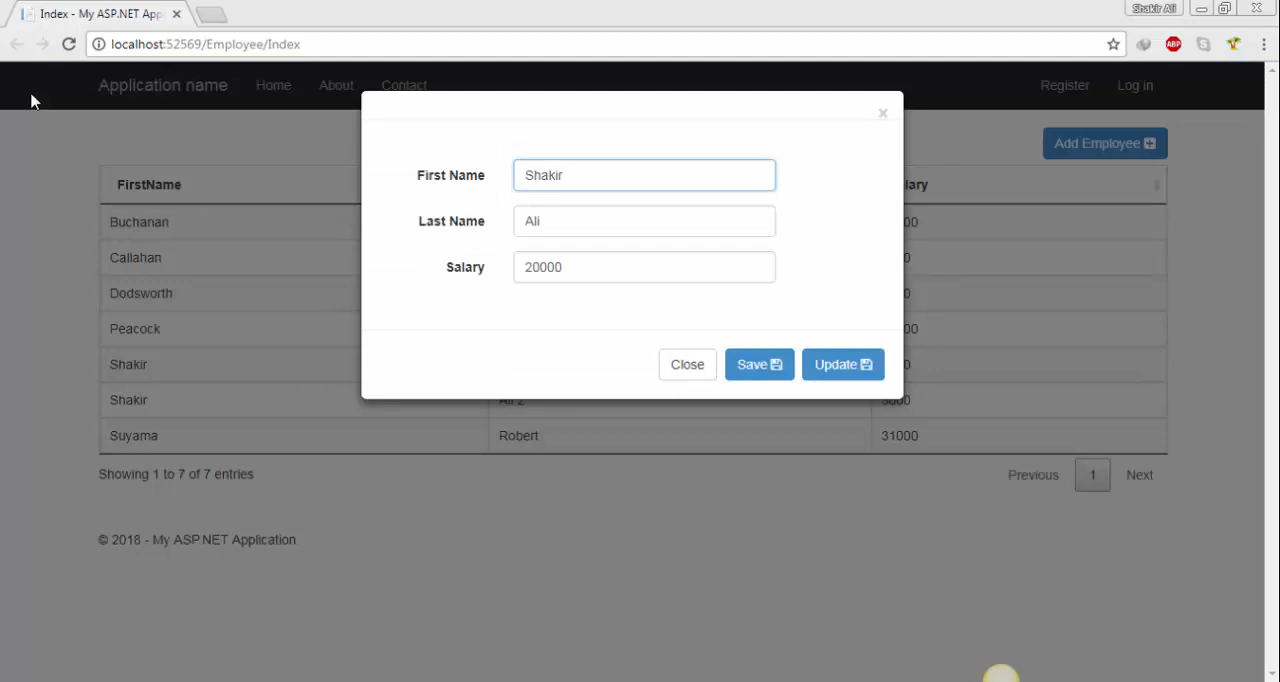 Index - My ASP.NET App
Shakir Ali
localhost:52569/Employee/Index
ABP
Application name Home About Contact Register Log in
×
Add Employee
First Name Shakir
FirstName
Last Name Ali
Buchanan
Callahan
Salary 20000
Dodsworth
Peacock
Shakir
Close Save Update
Shakir
Suyama Robert 31000
Showing 1 to 7 of 7 entries
Previous 1 Next
© 2018 - My ASP.NET Application